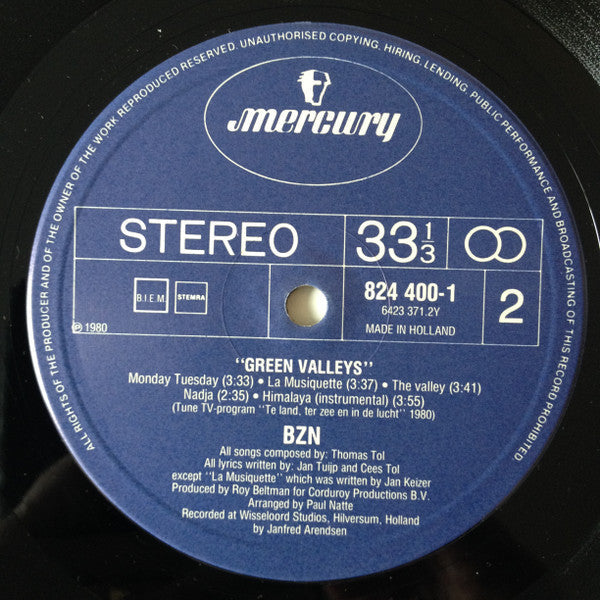 ALL RIGHTS OF THE PRODUCER AND OF THE OWNER OF THE WORK REPRODUCED RESERVED. UNAUTHORISED COPYING, HIRING, LENDING, PUBLIC PERFORMANCE AND BROADCASTING OF THIS RECORD PROHIBITED
mercury
STEREO
33 1/3
2
B.I.E.M.
STEMRA
℗ 1980
824 400-1
6423 371.2Y
MADE IN HOLLAND
"GREEN VALLEYS"
Monday Tuesday (3:33) • La Musiquette (3:37) • The valley (3:41)
Nadja (2:35) • Himalaya (instrumental) (3:55)
(Tune TV-program "Te land, ter zee en in de lucht" 1980)
BZN
All songs composed by: Thomas Tol
All lyrics written by: Jan Tuijp and Cees Tol
except "La Musiquette" which was written by Jan Keizer
Produced by Roy Beltman for Corduroy Productions B.V.
Arranged by Paul Natte
Recorded at Wisseloord Studios, Hilversum, Holland
by Janfred Arendsen